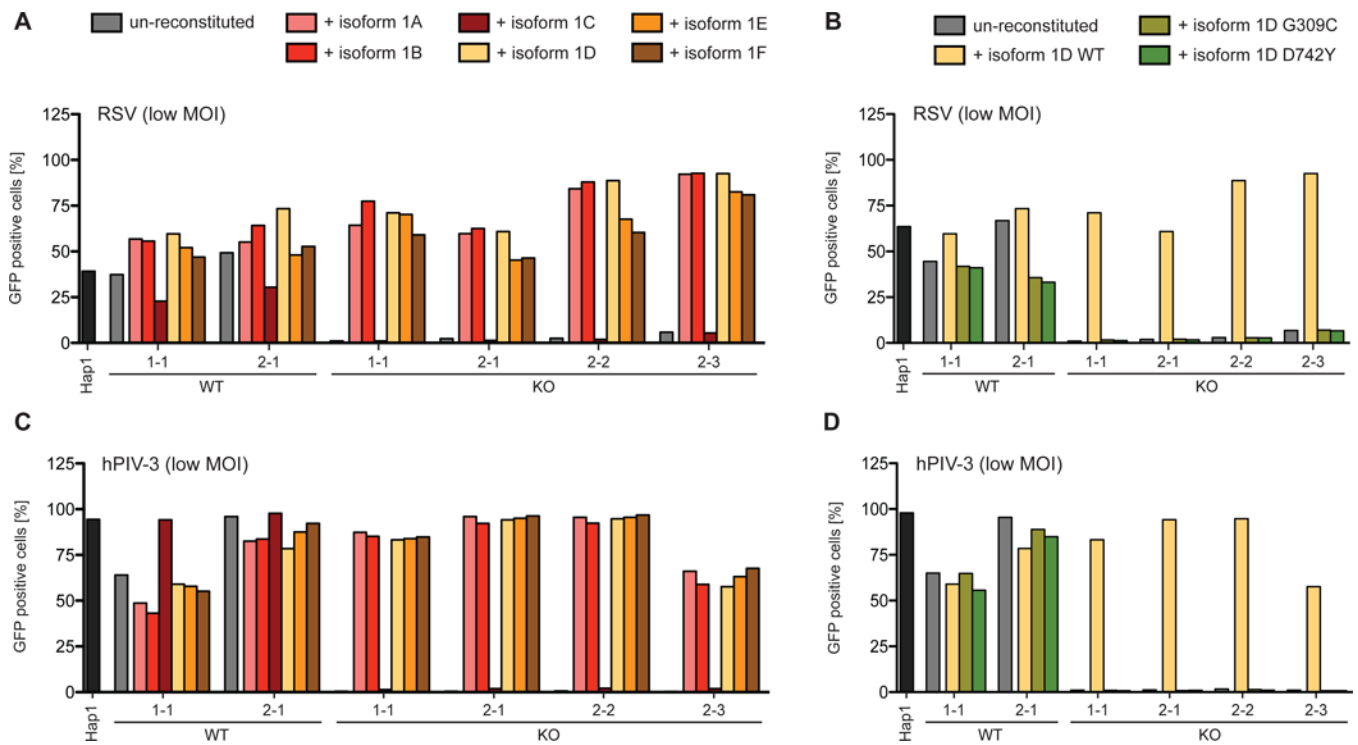 A
un-reconstituted
+ isoform 1A
+ isoform 1C
+ isoform 1E
+ isoform 1B
+ isoform 1D
+ isoform 1F
RSV (low MOI)
GFP positive cells [%]
125
100
75
50
25
0
Hap1
1-1
2-1
1-1
2-1
2-2
2-3
WT
KO
B
un-reconstituted
+ isoform 1D G309C
+ isoform 1D WT
+ isoform 1D D742Y
RSV (low MOI)
GFP positive cells [%]
125
100
75
50
25
0
Hap1
1-1
2-1
1-1
2-1
2-2
2-3
WT
KO
C
hPIV-3 (low MOI)
GFP positive cells [%]
125
100
75
50
25
0
Hap1
1-1
2-1
1-1
2-1
2-2
2-3
WT
KO
D
hPIV-3 (low MOI)
GFP positive cells [%]
125
100
75
50
25
0
Hap1
1-1
2-1
1-1
2-1
2-2
2-3
WT
KO